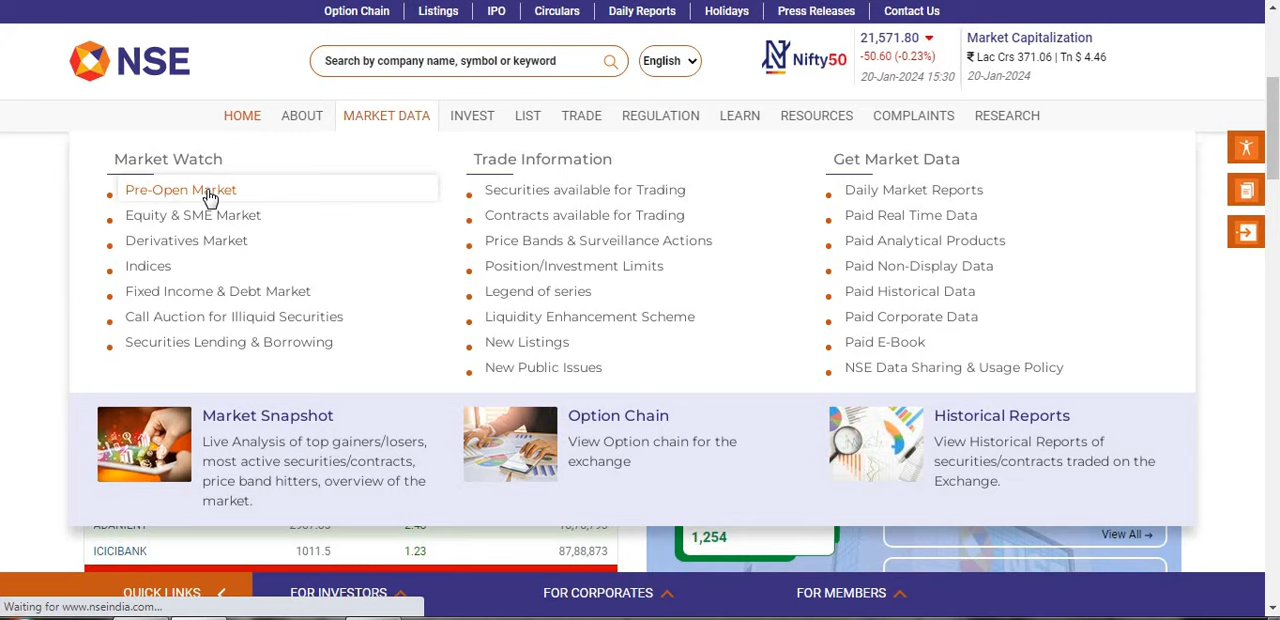 Option Chain Listings IPO Circulars Daily Reports Holidays Press Releases Contact Us
NSE
Search by company name, symbol or keyword
English
Nifty50
21,571.80
-50.60 (-0.23%)
20-Jan-2024 15:30
Market Capitalization
₹ Lac Crs 371.06 | Tn $ 4.46
20-Jan-2024
HOME ABOUT MARKET DATA INVEST LIST TRADE REGULATION LEARN RESOURCES COMPLAINTS RESEARCH
Market Watch
Pre-Open Market
Equity & SME Market
Derivatives Market
Indices
Fixed Income & Debt Market
Call Auction for Illiquid Securities
Securities Lending & Borrowing
Trade Information
Securities available for Trading
Contracts available for Trading
Price Bands & Surveillance Actions
Position/Investment Limits
Legend of series
Liquidity Enhancement Scheme
New Listings
New Public Issues
Get Market Data
Daily Market Reports
Paid Real Time Data
Paid Analytical Products
Paid Non-Display Data
Paid Historical Data
Paid Corporate Data
Paid E-Book
NSE Data Sharing & Usage Policy
Market Snapshot
Live Analysis of top gainers/losers,
most active securities/contracts,
price band hitters, overview of the
market.
Option Chain
View Option chain for the
exchange
Historical Reports
View Historical Reports of
securities/contracts traded on the
Exchange.
ICICIBANK 1011.5 1.23 87,88,873
1,254
View All →
QUICK LINKS FOR INVESTORS FOR CORPORATES FOR MEMBERS
Waiting for www.nseindia.com...